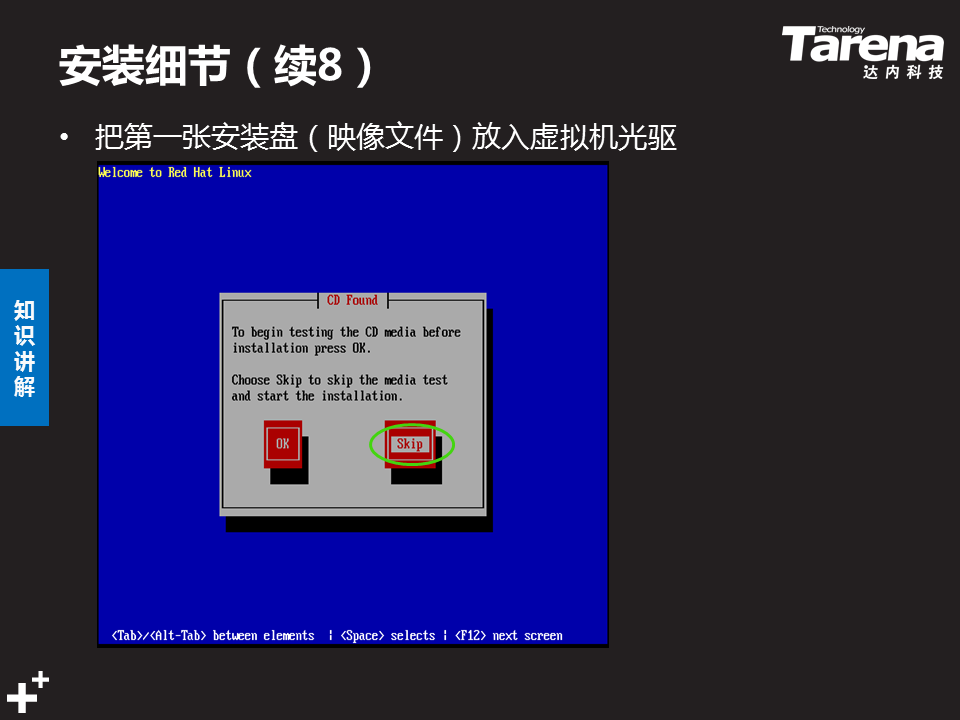 安装细节（续8）
Technology
Tarena
达内科技
• 把第一张安装盘（映像文件）放入虚拟机光驱
Welcome to Red Hat Linux
CD Found
To begin testing the CD media before
installation press OK.
Choose Skip to skip the media test
and start the installation.
OK
Skip
<Tab>/<Alt-Tab> between elements | <Space> selects | <F12> next screen
知识讲解